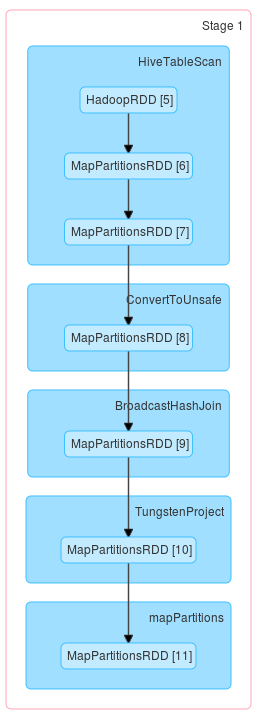 Stage 1
HiveTableScan
HadoopRDD [5]
MapPartitionsRDD [6]
MapPartitionsRDD [7]
ConvertToUnsafe
MapPartitionsRDD [8]
BroadcastHashJoin
MapPartitionsRDD [9]
TungstenProject
MapPartitionsRDD [10]
mapPartitions
MapPartitionsRDD [11]